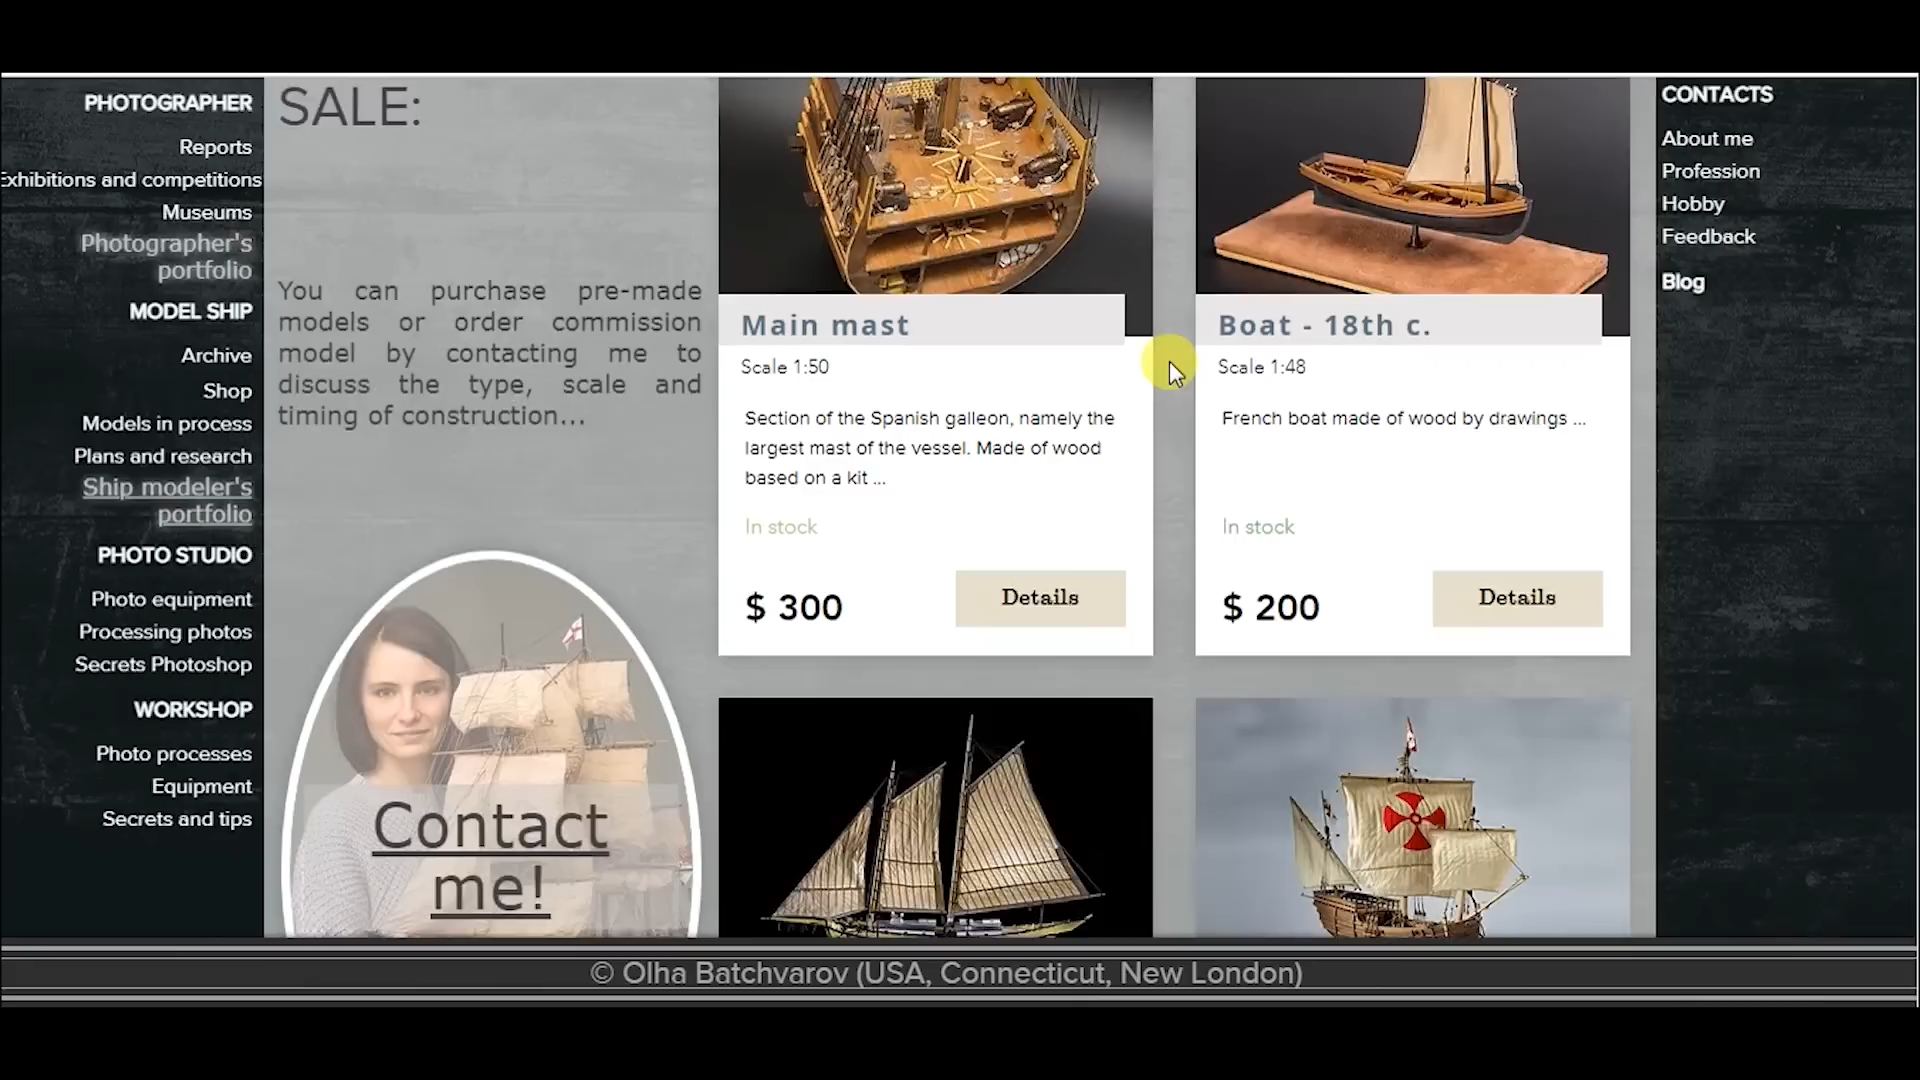 PHOTOGRAPHER
Reports
Exhibitions and competitions
Museums
Photographer's
portfolio
MODEL SHIP
Archive
Shop
Models in process
Plans and research
Ship modeler's
portfolio
PHOTO STUDIO
Photo equipment
Processing photos
Secrets Photoshop
WORKSHOP
Photo processes
Equipment
Secrets and tips
SALE:
You can purchase pre-made
models or order commission
model by contacting me to
discuss the type, scale and
timing of construction...
Contact
me!
Main mast
Scale 1:50
Section of the Spanish galleon, namely the
largest mast of the vessel. Made of wood
based on a kit ...
In stock
$ 300
Details
Boat - 18th c.
Scale 1:48
French boat made of wood by drawings ...
In stock
$ 200
Details
CONTACTS
About me
Profession
Hobby
Feedback
Blog
© Olha Batchvarov (USA, Connecticut, New London)